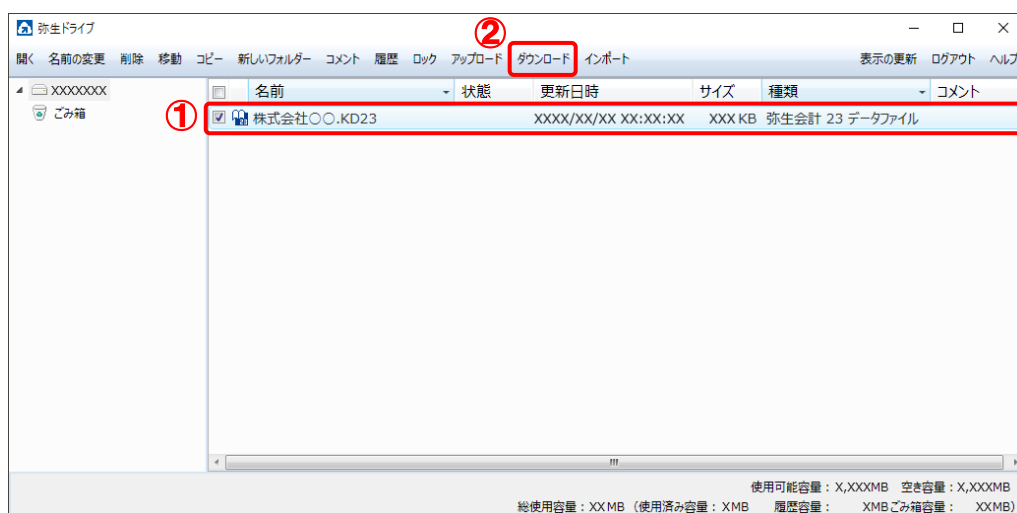 弥生ドライブ
②
開く 名前の変更 削除 移動 コピー 新しいフォルダー コメント 履歴 ロック アップロード ダウンロード インポート 表示の更新 ログアウト ヘルプ
XXXXXXX
ごみ箱
名前 状態 更新日時 サイズ 種類 コメント
①
株式会社○○.KD23 XXXX/XX/XX XX:XX:XX XXX KB 弥生会計 23 データファイル
使用可能容量：X,XXXMB 空き容量：X,XXXMB
総使用容量：XXMB（使用済み容量：XMB 履歴容量： XMBごみ箱容量： XXMB)